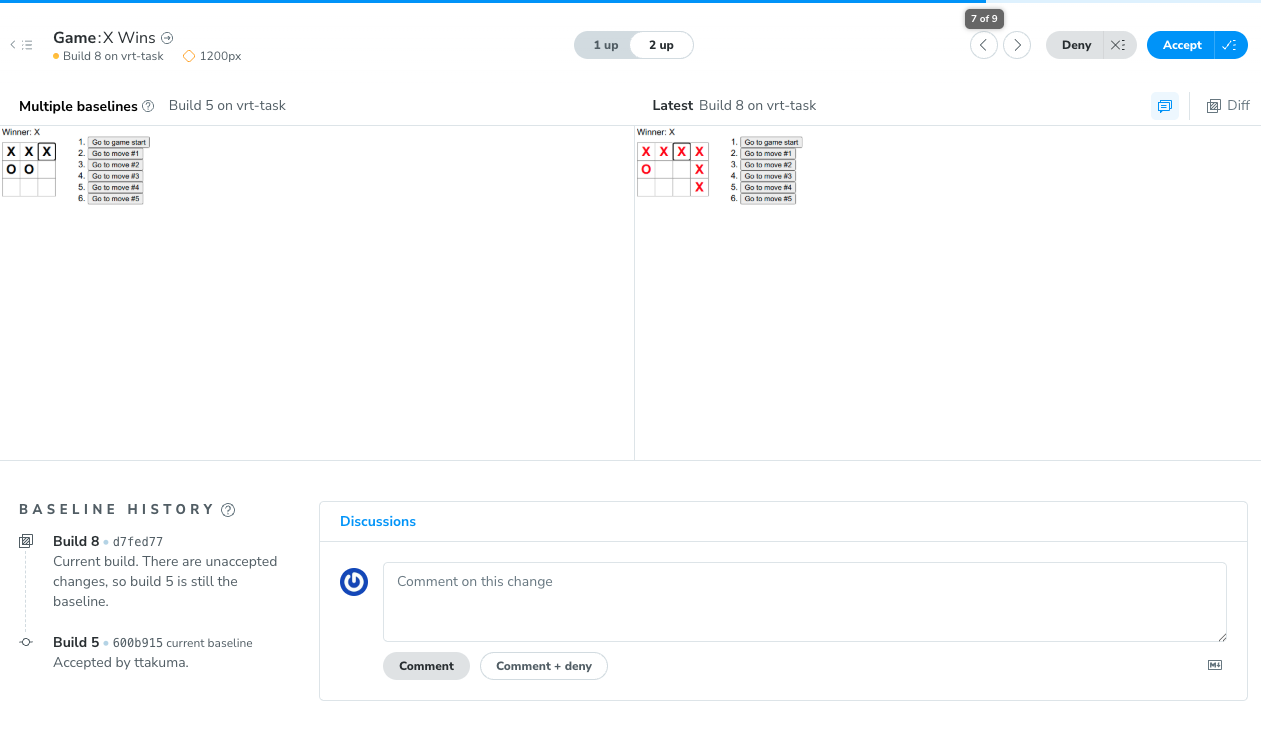 7 of 9
Game: X Wins
Build 8 on vrt-task 1200px
1 up 2 up
Deny Accept
Multiple baselines Build 5 on vrt-task
Latest Build 8 on vrt-task
Diff
Winner: X
X X X
O O
1. Go to game start
2. Go to move #1
3. Go to move #2
4. Go to move #3
5. Go to move #4
6. Go to move #5
Winner: X
X X X X
O X
X
1. Go to game start
2. Go to move #1
3. Go to move #2
4. Go to move #3
5. Go to move #4
6. Go to move #5
BASELINE HISTORY
Build 8 d7fed77
Current build. There are unaccepted
changes, so build 5 is still the
baseline.
Build 5 600b915 current baseline
Accepted by ttakuma.
Discussions
Comment on this change
Comment Comment + deny